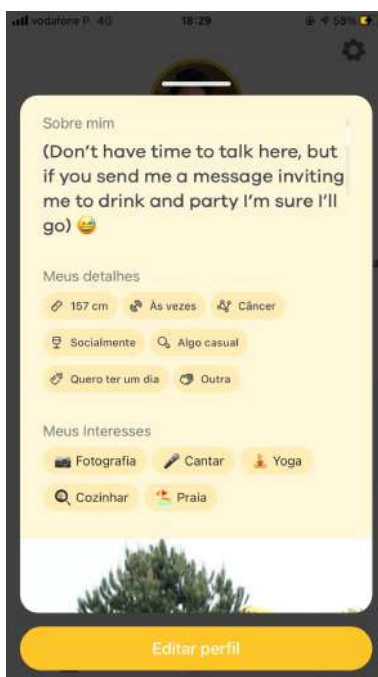 vodafone P. 4G 18:29 58%
Sobre mim
(Don't have time to talk here, but
if you send me a message inviting
me to drink and party I'm sure I'll
go) 😅
Meus detalhes
157 cm Às vezes Câncer
Socialmente Algo casual
Quero ter um dia Outra
Meus Interesses
Fotografia Cantar Yoga
Cozinhar Praia
Editar perfil